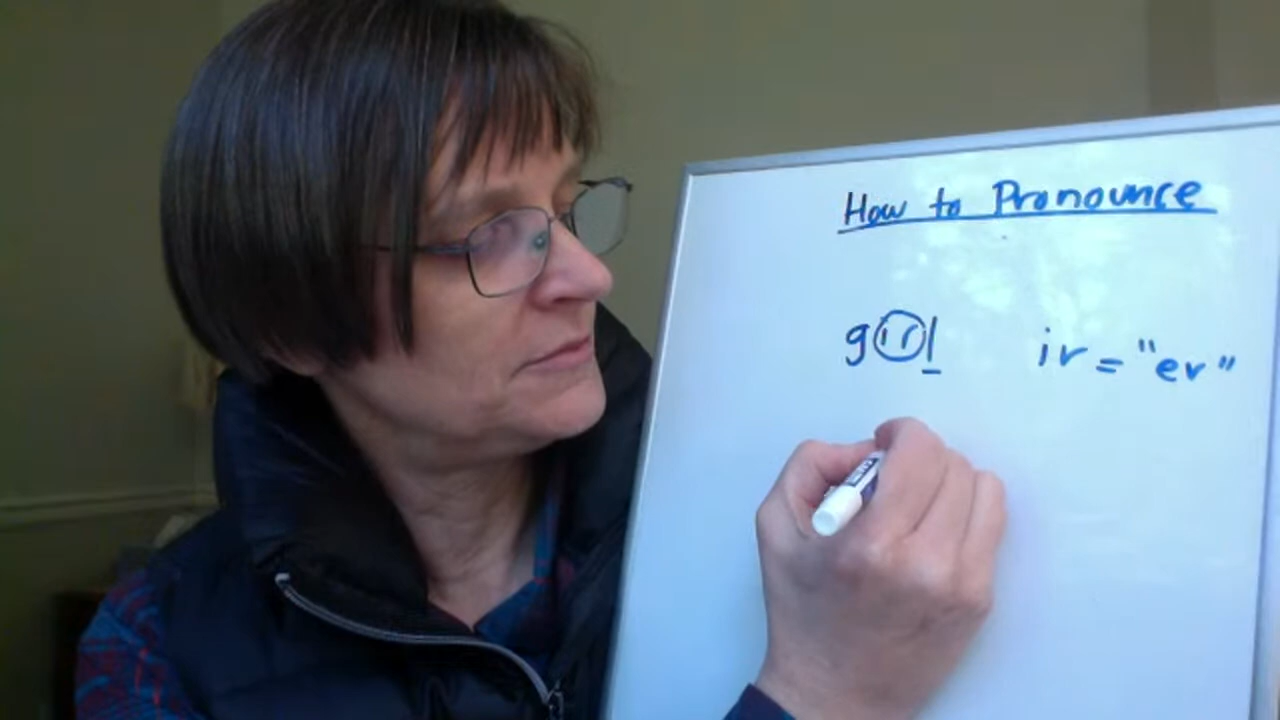 How to Pronounce
girl ir = "er"